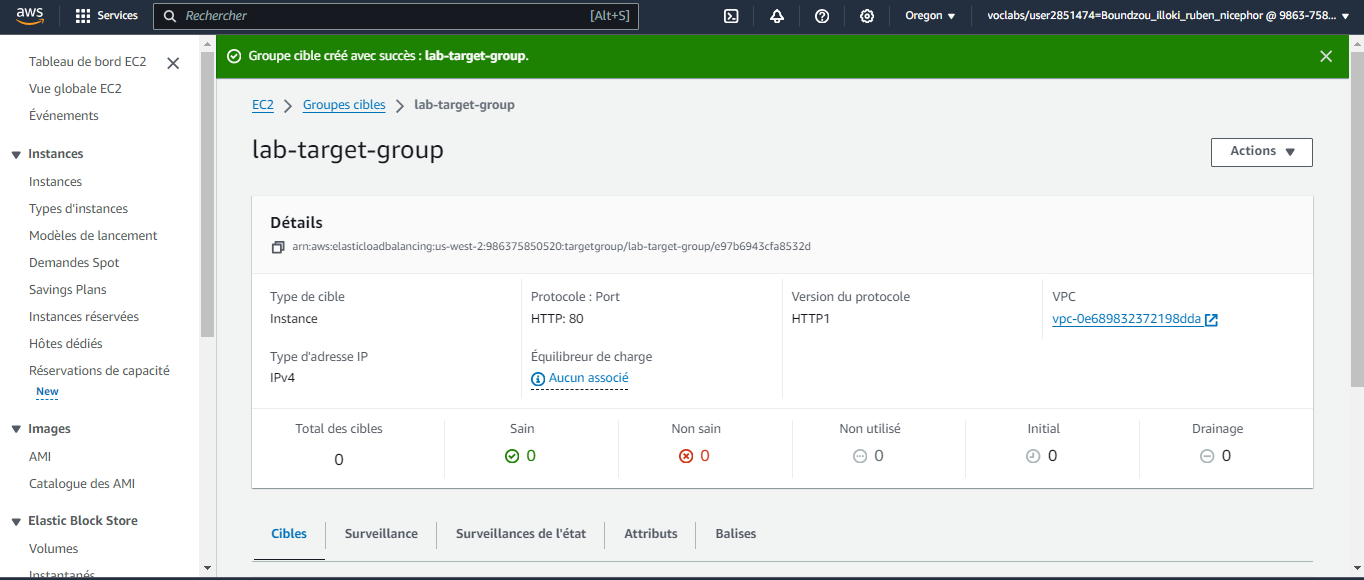 aws
Services
Rechercher
[Alt+S]
Oregon
voclabs/user2851474=Boundzou_illoki_ruben_nicephor @ 9863-758...
Tableau de bord EC2
Vue globale EC2
Événements
Instances
Instances
Types d'instances
Modèles de lancement
Demandes Spot
Savings Plans
Instances réservées
Hôtes dédiés
Réservations de capacité
New
Images
AMI
Catalogue des AMI
Elastic Block Store
Volumes
Instantanés
Groupe cible créé avec succès : lab-target-group.
EC2 > Groupes cibles > lab-target-group
lab-target-group
Actions
Détails
arn:aws:elasticloadbalancing:us-west-2:986375850520:targetgroup/lab-target-group/e97b6943cfa8532d
Type de cible
Instance
Protocole : Port
HTTP: 80
Version du protocole
HTTP1
VPC
vpc-0e689832372198dda
Type d'adresse IP
IPv4
Équilibreur de charge
Aucun associé
Total des cibles
0
Sain
0
Non sain
0
Non utilisé
0
Initial
0
Drainage
0
Cibles
Surveillance
Surveillances de l'état
Attributs
Balises